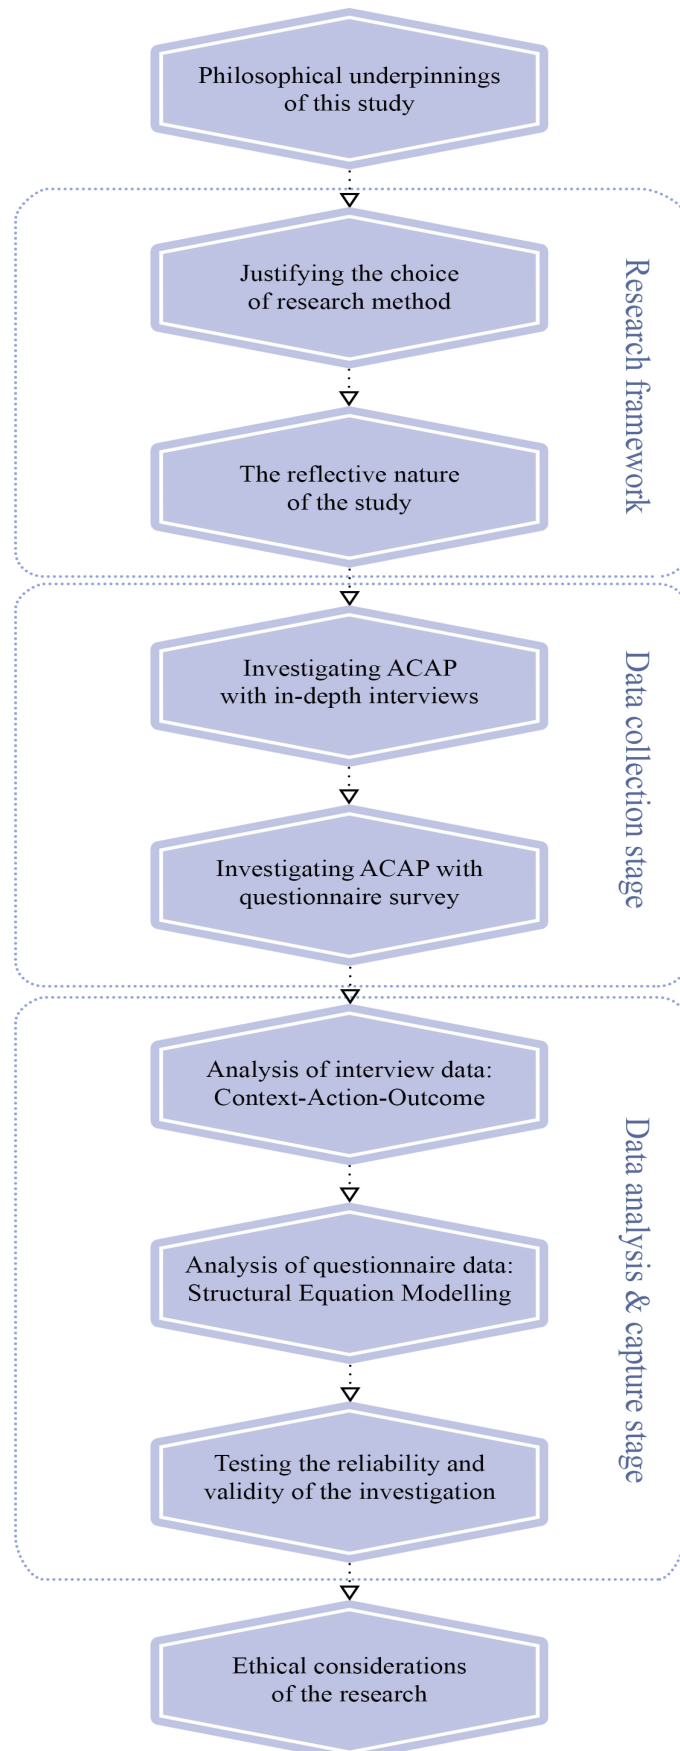 Philosophical underpinnings
of this study
Research framework
Justifying the choice
of research method
The reflective nature
of the study
Data collection stage
Investigating ACAP
with in-depth interviews
Investigating ACAP with
questionnaire survey
Data analysis & capture stage
Analysis of interview data:
Context-Action-Outcome
Analysis of questionnaire data:
Structural Equation Modelling
Testing the reliability and
validity of the investigation
Ethical considerations
of the research